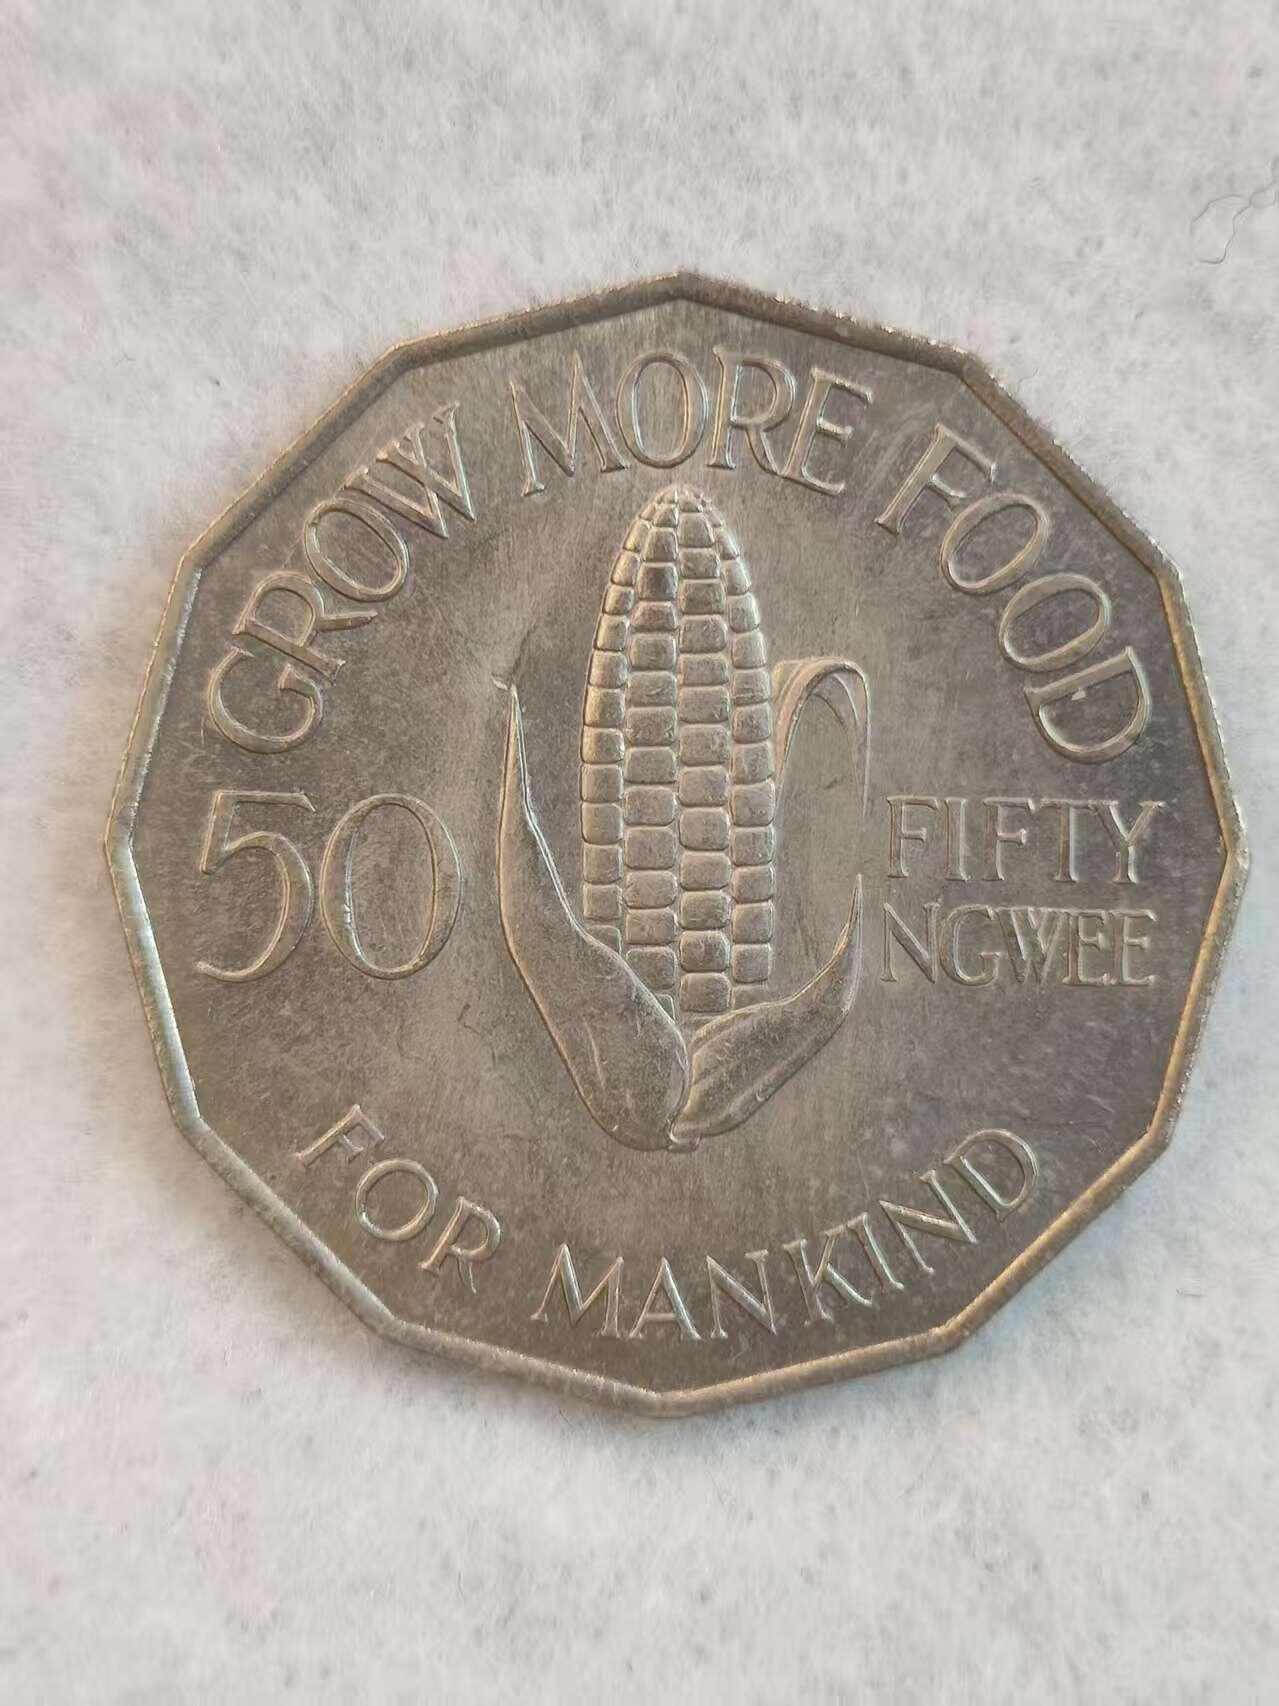 GROW MORE FOOD
50
FIFTY
NGWEE
FOR MANKIND